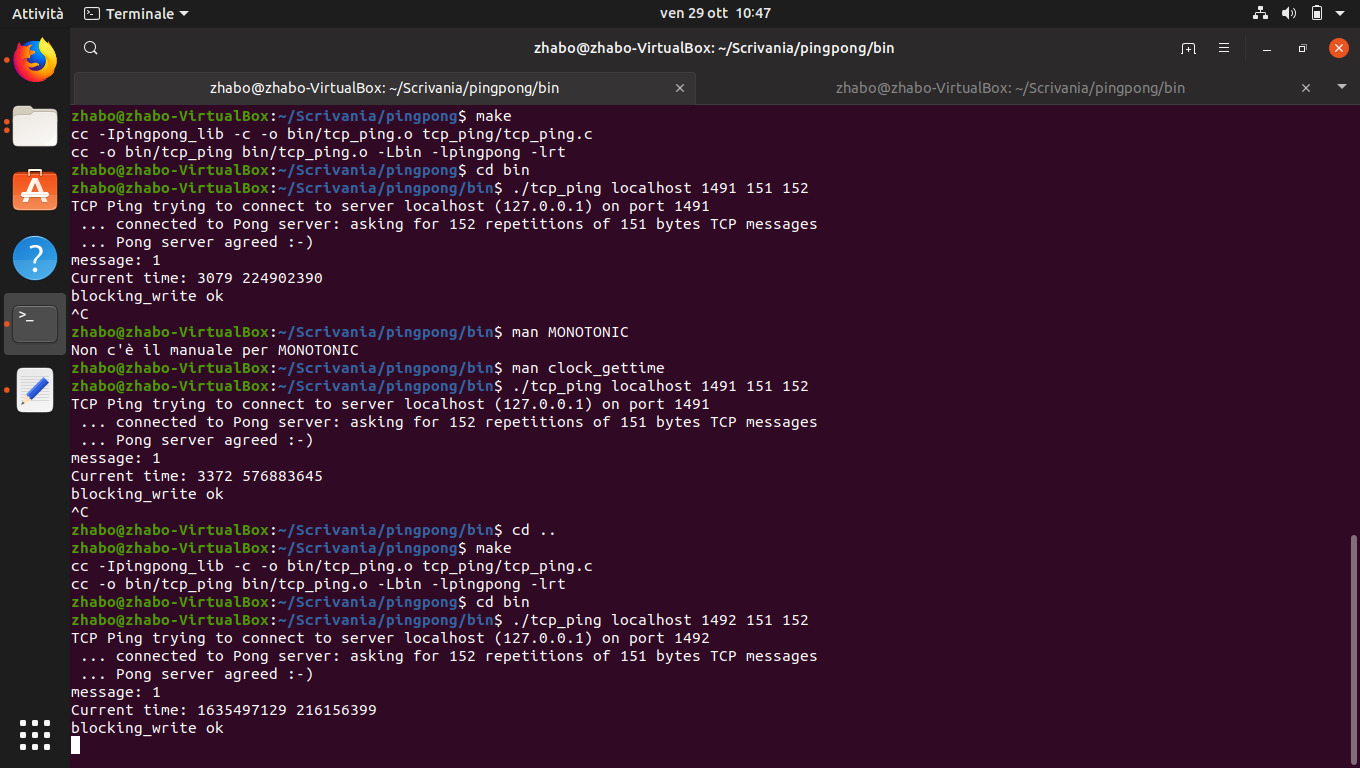 Attività
Terminale
ven 29 ott 10:47
zhabo@zhabo-VirtualBox: ~/Scrivania/pingpong/bin
zhabo@zhabo-VirtualBox: ~/Scrivania/pingpong/bin
zhabo@zhabo-VirtualBox: ~/Scrivania/pingpong/bin
zhabo@zhabo-VirtualBox:~/Scrivania/pingpong$ make
cc -Ipingpong_lib -c -o bin/tcp_ping.o tcp_ping/tcp_ping.c
cc -o bin/tcp_ping bin/tcp_ping.o -Lbin -lpingpong -lrt
zhabo@zhabo-VirtualBox:~/Scrivania/pingpong$ cd bin
zhabo@zhabo-VirtualBox:~/Scrivania/pingpong/bin$ ./tcp_ping localhost 1491 151 152
TCP Ping trying to connect to server localhost (127.0.0.1) on port 1491
 ... connected to Pong server: asking for 152 repetitions of 151 bytes TCP messages
 ... Pong server agreed :-)
message: 1
Current time: 3079 224902390
blocking_write ok
^C
zhabo@zhabo-VirtualBox:~/Scrivania/pingpong/bin$ man MONOTONIC
Non c'è il manuale per MONOTONIC
zhabo@zhabo-VirtualBox:~/Scrivania/pingpong/bin$ man clock_gettime
zhabo@zhabo-VirtualBox:~/Scrivania/pingpong/bin$ ./tcp_ping localhost 1491 151 152
TCP Ping trying to connect to server localhost (127.0.0.1) on port 1491
 ... connected to Pong server: asking for 152 repetitions of 151 bytes TCP messages
 ... Pong server agreed :-)
message: 1
Current time: 3372 576883645
blocking_write ok
^C
zhabo@zhabo-VirtualBox:~/Scrivania/pingpong/bin$ cd ..
zhabo@zhabo-VirtualBox:~/Scrivania/pingpong$ make
cc -Ipingpong_lib -c -o bin/tcp_ping.o tcp_ping/tcp_ping.c
cc -o bin/tcp_ping bin/tcp_ping.o -Lbin -lpingpong -lrt
zhabo@zhabo-VirtualBox:~/Scrivania/pingpong$ cd bin
zhabo@zhabo-VirtualBox:~/Scrivania/pingpong/bin$ ./tcp_ping localhost 1492 151 152
TCP Ping trying to connect to server localhost (127.0.0.1) on port 1492
 ... connected to Pong server: asking for 152 repetitions of 151 bytes TCP messages
 ... Pong server agreed :-)
message: 1
Current time: 1635497129 216156399
blocking_write ok